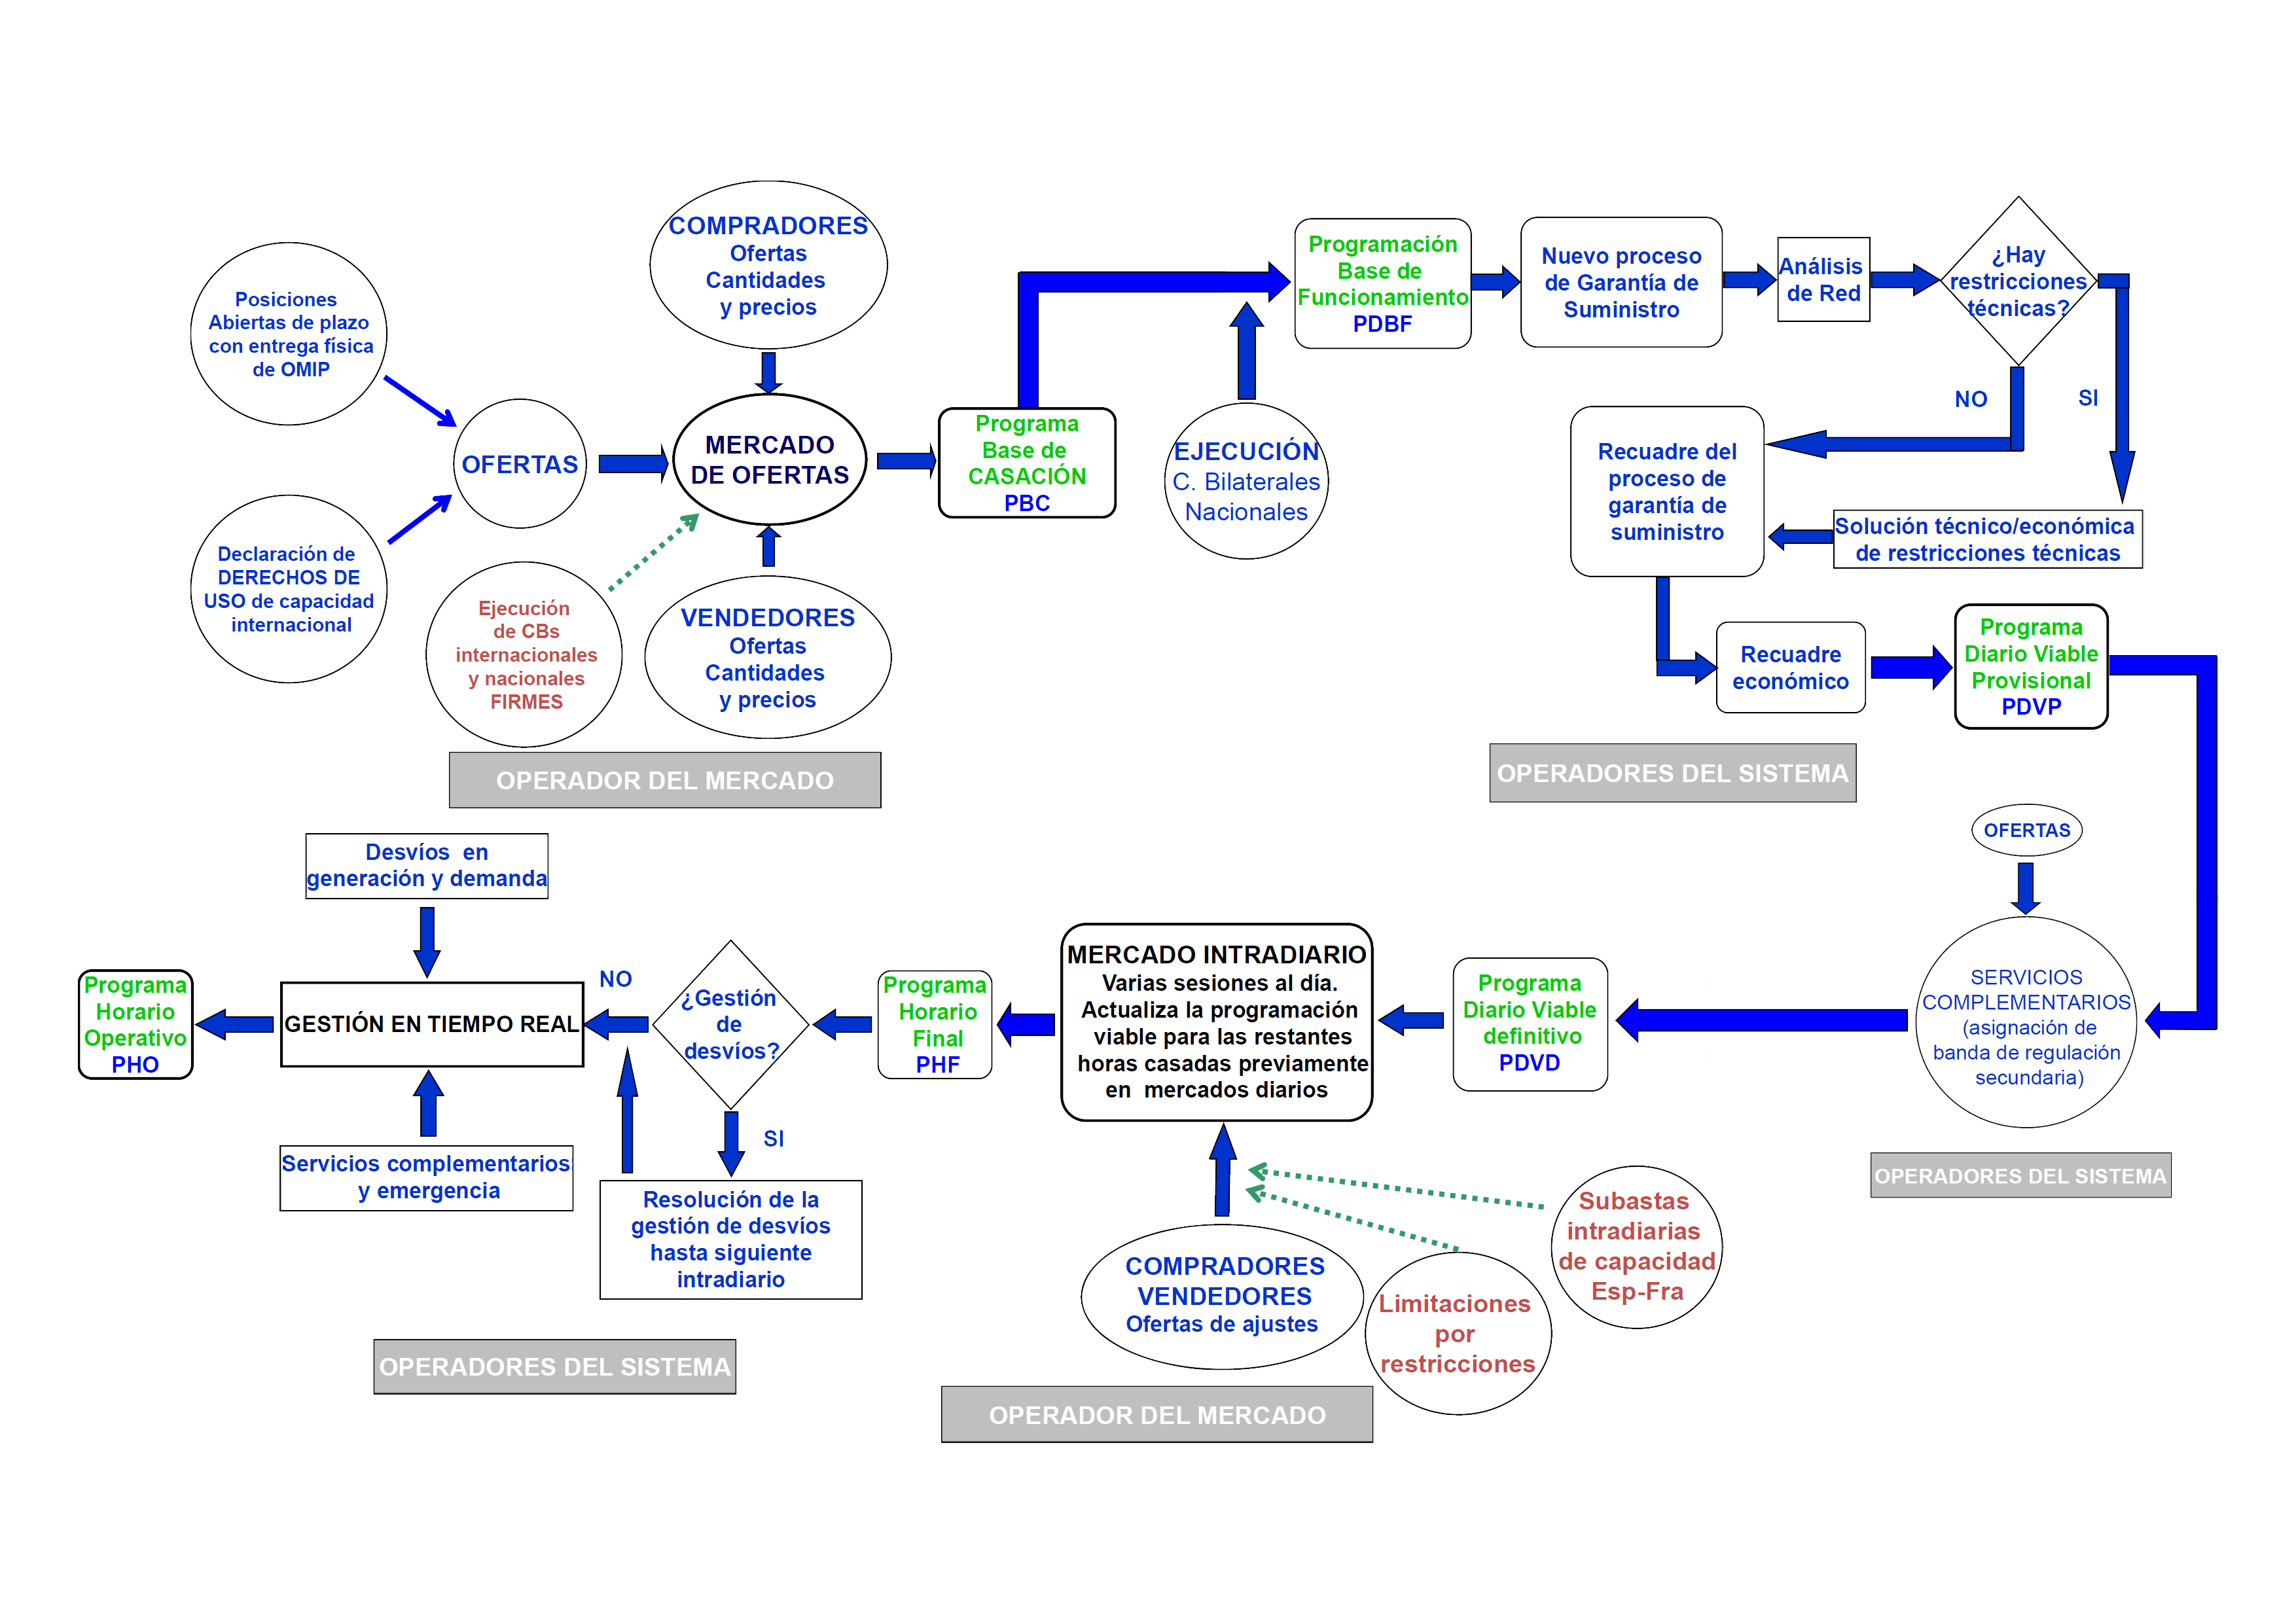 COMPRADORES
Ofertas
Cantidades
y precios
Posiciones
Abiertas de plazo
con entrega física
de OMIP
OFERTAS
Declaración de
DERECHOS DE
USO de capacidad
internacional
MERCADO
DE OFERTAS
Ejecución
de CBs
internacionales
y nacionales
FIRMES
VENDEDORES
Ofertas
Cantidades
y precios
OPERADOR DEL MERCADO
Programa
Base de
CASACIÓN
PBC
EJECUCIÓN
C. Bilaterales
Nacionales
Programación
Base de
Funcionamiento
PDBF
Nuevo proceso
de Garantía de
Suministro
Análisis
de Red
¿Hay
restricciones
técnicas?
NO
SI
Recuadre del
proceso de
garantía de
suministro
Solución técnico/económica
de restricciones técnicas
Recuadre
económico
Programa
Diario Viable
Provisional
PDVP
OPERADORES DEL SISTEMA
OFERTAS
SERVICIOS
COMPLEMENTARIOS
(asignación de
banda de regulación
secundaria)
OPERADORES DEL SISTEMA
Programa
Diario Viable
definitivo
PDVD
MERCADO INTRADIARIO
Varias sesiones al día.
Actualiza la programación
viable para las restantes
horas casadas previamente
en mercados diarios
COMPRADORES
VENDEDORES
Ofertas de ajustes
Limitaciones
por
restricciones
Subastas
intradiarias
de capacidad
Esp-Fra
OPERADOR DEL MERCADO
Programa
Horario
Final
PHF
¿Gestión
de
desvíos?
NO
SI
Resolución de la
gestión de desvíos
hasta siguiente
intradiario
Desvíos en
generación y demanda
GESTIÓN EN TIEMPO REAL
Servicios complementarios
y emergencia
Programa
Horario
Operativo
PHO
OPERADORES DEL SISTEMA